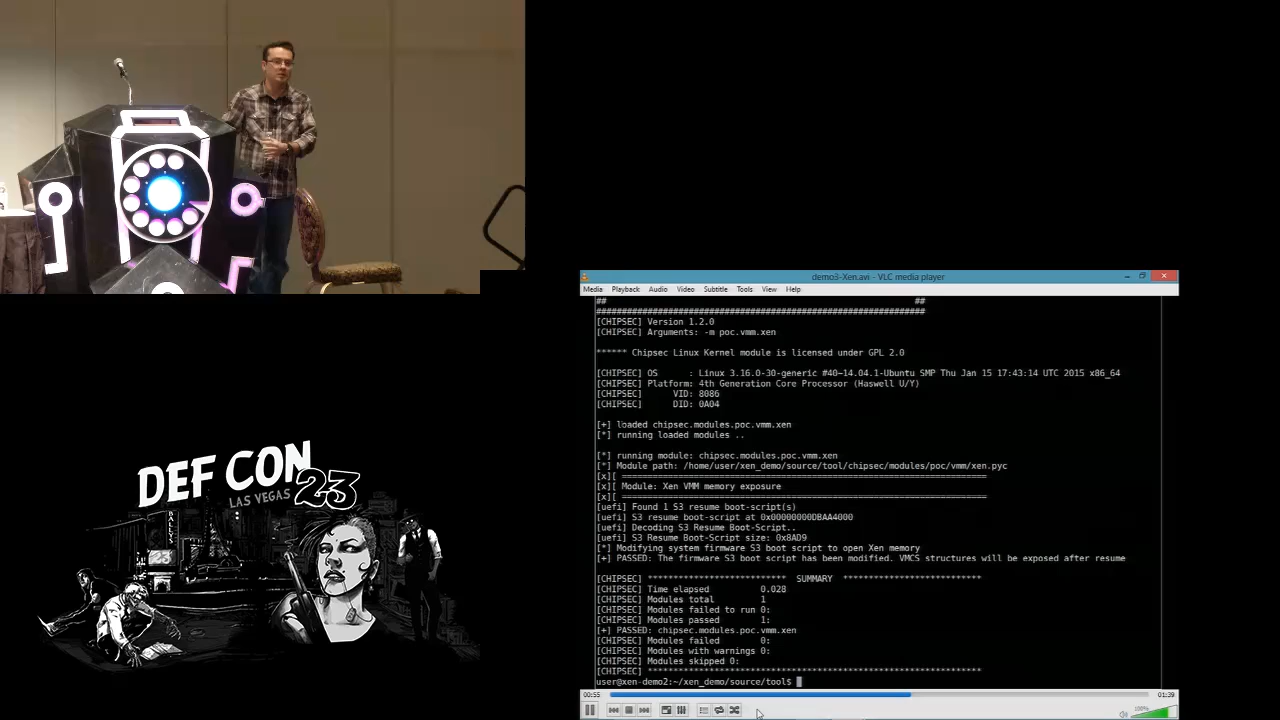 demo3-Xen.avi - VLC media player
Media Playback Audio Video Subtitle Tools View Help
## ##
################################################################
[CHIPSEC] Version 1.2.0
[CHIPSEC] Arguments: -m poc.vmm.xen
****** Chipsec Linux Kernel module is licensed under GPL 2.0
[CHIPSEC] OS : Linux 3.16.0-30-generic #40~14.04.1-Ubuntu SMP Thu Jan 15 17:43:14 UTC 2015 x86_64
[CHIPSEC] Platform: 4th Generation Core Processor (Haswell U/Y)
[CHIPSEC] VID: 8086
[CHIPSEC] DID: 0A04
[+] loaded chipsec.modules.poc.vmm.xen
[*] running loaded modules ..
[*] running module: chipsec.modules.poc.vmm.xen
[*] Module path: /home/user/xen_demo/source/tool/chipsec/modules/poc/vmm/xen.pyc
[x][ =======================================================================
[x][ Module: Xen VMM memory exposure
[x][ =======================================================================
[uefi] Found 1 S3 resume boot-script(s)
[uefi] S3 resume boot-script at 0x00000000DBAA4000
[uefi] Decoding S3 Resume Boot-Script..
[uefi] S3 Resume Boot-Script size: 0x8AD9
[*] Modifying system firmware S3 boot script to open Xen memory
[+] PASSED: The firmware S3 boot script has been modified. VMCS structures will be exposed after resume
[CHIPSEC] *************************** SUMMARY ***************************
[CHIPSEC] Time elapsed 0.028
[CHIPSEC] Modules total 1
[CHIPSEC] Modules failed to run 0:
[CHIPSEC] Modules passed 1:
[+] PASSED: chipsec.modules.poc.vmm.xen
[CHIPSEC] Modules failed 0:
[CHIPSEC] Modules with warnings 0:
[CHIPSEC] Modules skipped 0:
[CHIPSEC] *****************************************************************
user@xen-demo2:~/xen_demo/source/tool$
00:55 01:39
100%
DEF CON
LAS VEGAS 23
BALLYS